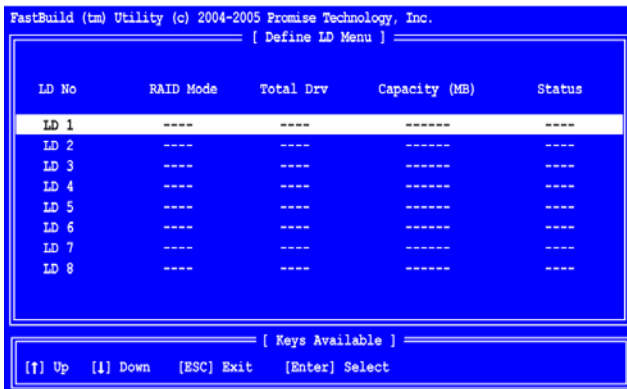 FastBuild (tm) Utility (c) 2004-2005 Promise Technology, Inc.
[ Define LD Menu ]
LD No RAID Mode Total Drv Capacity (MB) Status
LD 1 ---- ---- ------ ----
LD 2 ---- ---- ------ ----
LD 3 ---- ---- ------ ----
LD 4 ---- ---- ------ ----
LD 5 ---- ---- ------ ----
LD 6 ---- ---- ------ ----
LD 7 ---- ---- ------ ----
LD 8 ---- ---- ------ ----
[ Keys Available ]
[↑] Up [↓] Down [ESC] Exit [Enter] Select